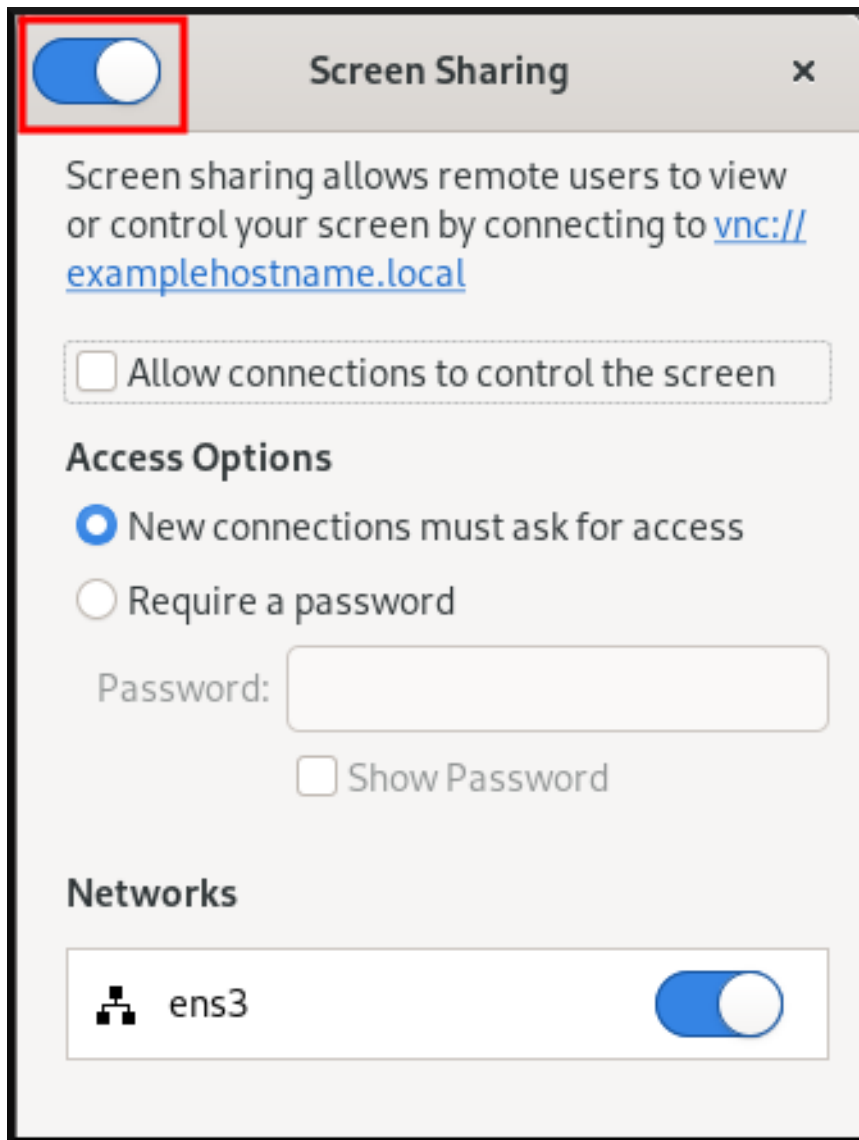 Screen Sharing
Screen sharing allows remote users to view
or control your screen by connecting to vnc://
examplehostname.local
Allow connections to control the screen
Access Options
New connections must ask for access
Require a password
Password:
Show Password
Networks
ens3